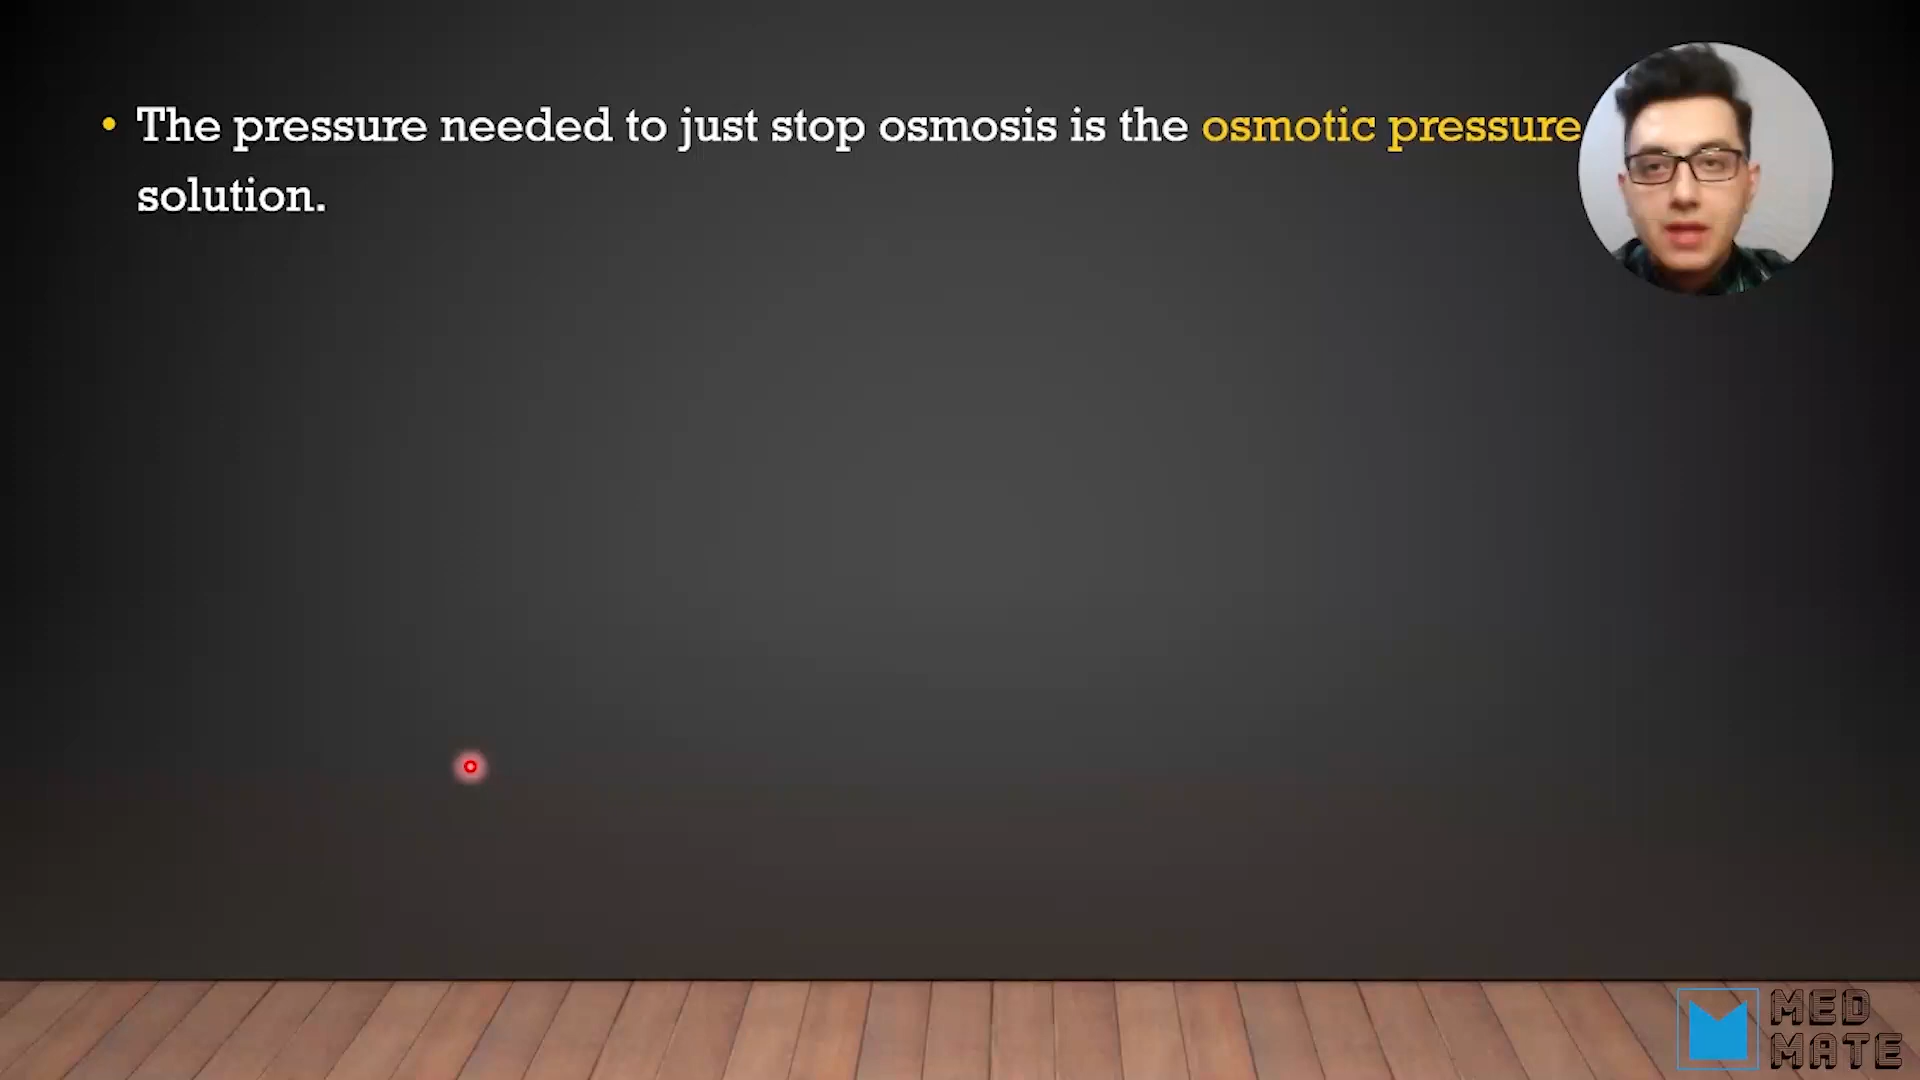 • The pressure needed to just stop osmosis is the osmotic pressure
solution.
MED
MATE